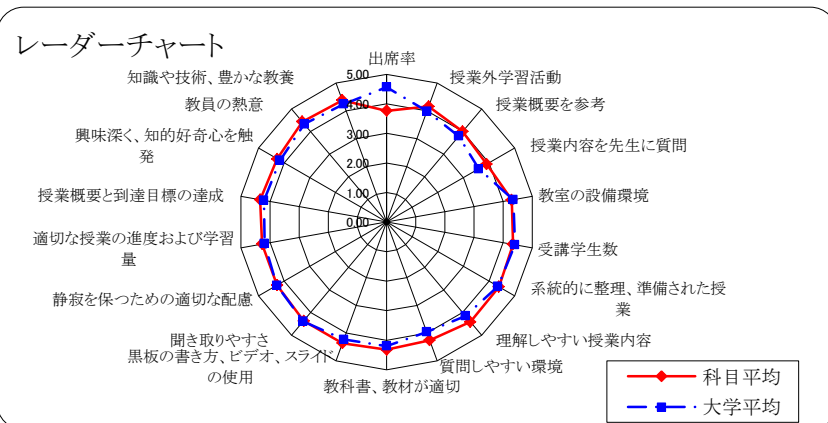 レーダーチャート
出席率
授業外学習活動
授業概要を参考
授業内容を先生に質問
教室の設備環境
受講学生数
系統的に整理、準備された授
業
理解しやすい授業内容
質問しやすい環境
教科書、教材が適切
黒板の書き方、ビデオ、スライド
の使用
聞き取りやすさ
静寂を保つための適切な配慮
適切な授業の進度および学習
量
授業概要と到達目標の達成
興味深く、知的好奇心を触
発
教員の熱意
知識や技術、豊かな教養
5.00
4.00
3.00
2.00
1.00
0.00
科目平均
大学平均